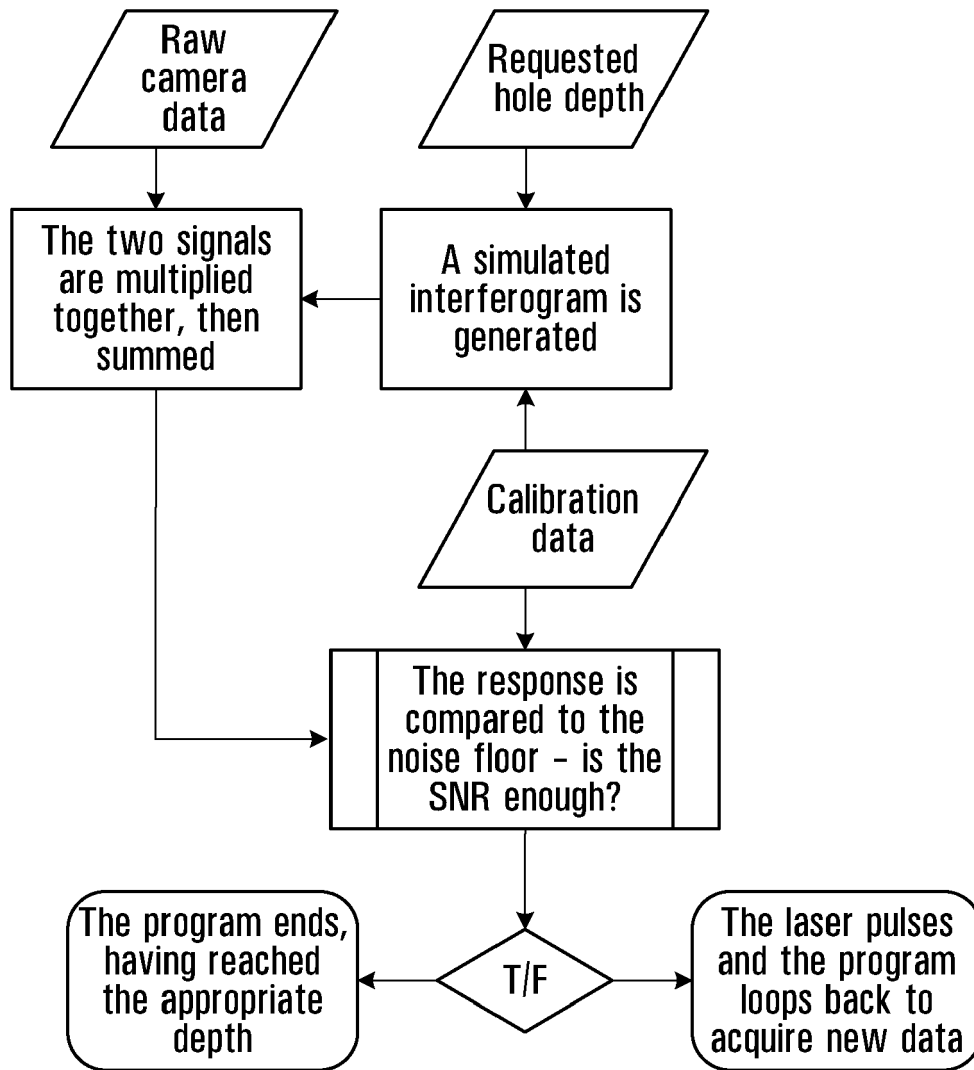 Raw
camera
data
Requested
hole depth
The two signals
are multiplied
together, then
summed
A simulated
interferogram is
generated
Calibration
data
The response is
compared to the
noise floor – is the
SNR enough?
The program ends,
having reached
the appropriate
depth
T/F
The laser pulses
and the program
loops back to
acquire new data